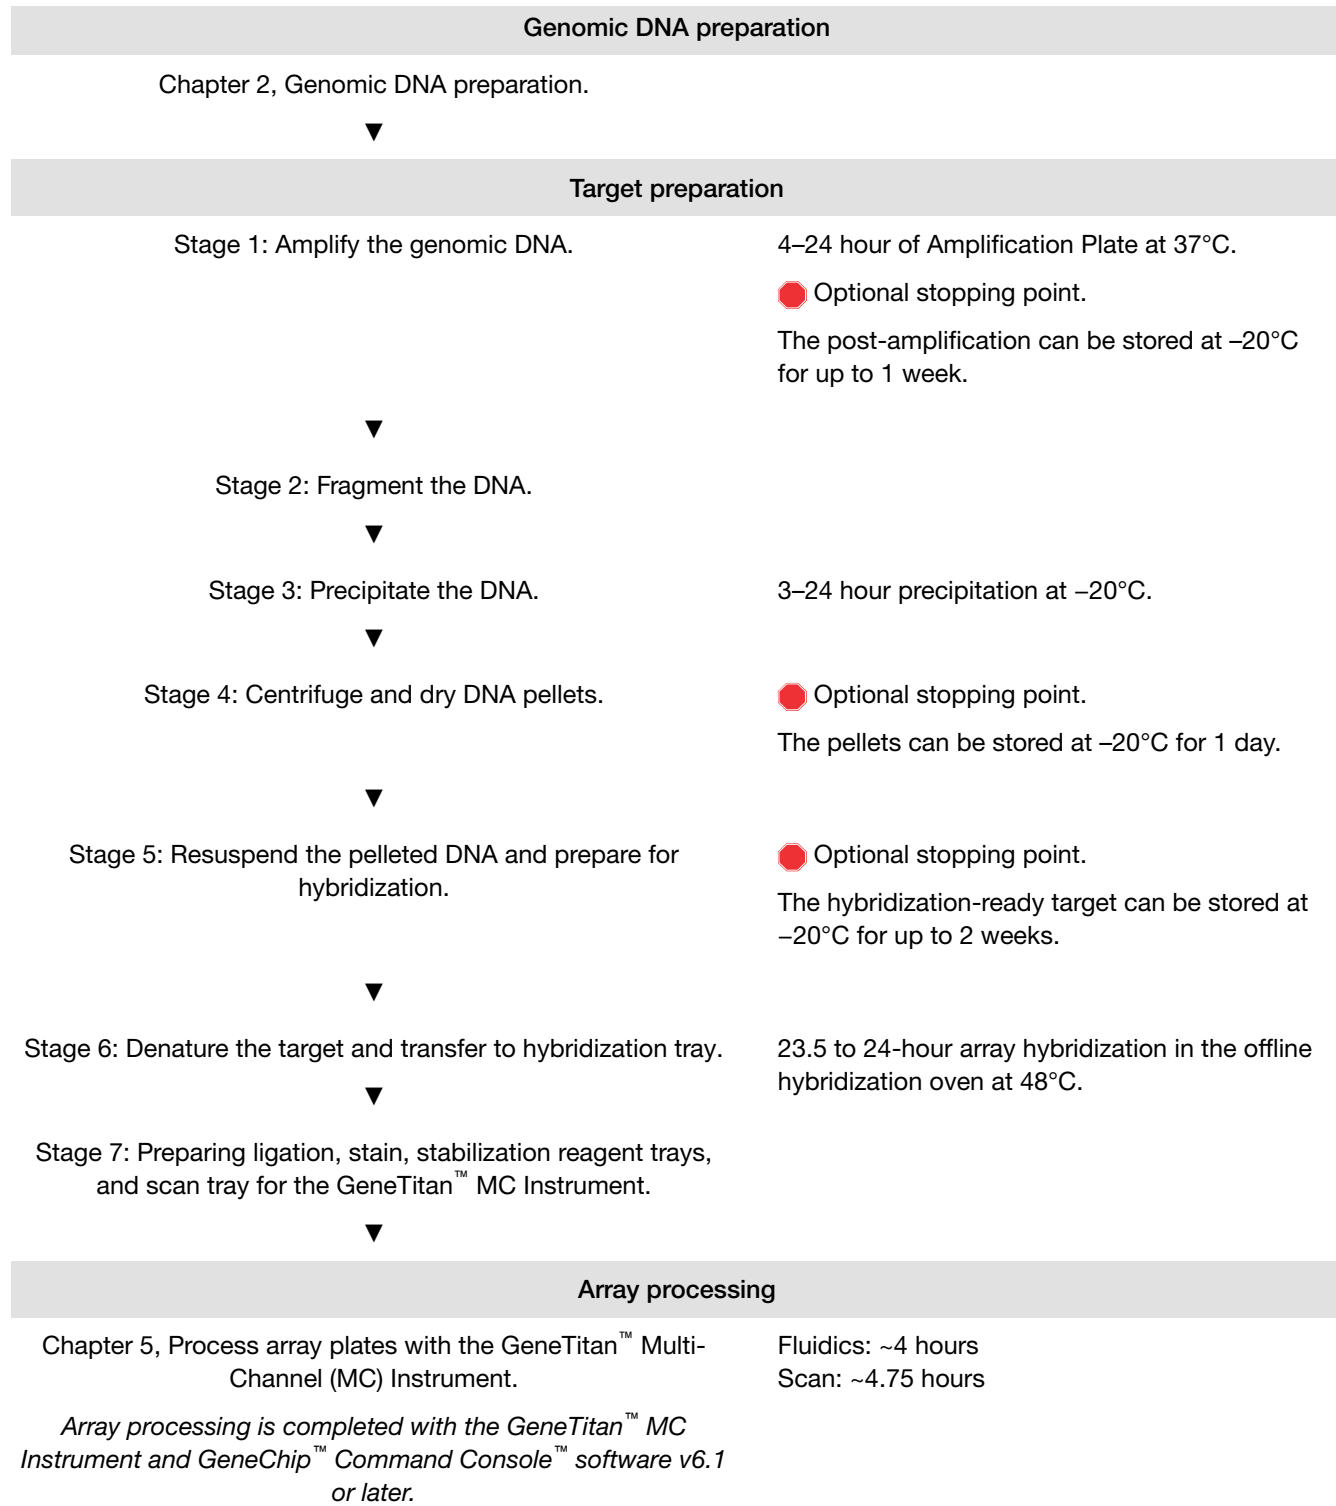 Genomic DNA preparation
Chapter 2, Genomic DNA preparation.
▼
Target preparation
Stage 1: Amplify the genomic DNA.
4–24 hour of Amplification Plate at 37°C.
Optional stopping point.
The post-amplification can be stored at –20°C
for up to 1 week.
▼
Stage 2: Fragment the DNA.
▼
Stage 3: Precipitate the DNA.
3–24 hour precipitation at −20°C.
▼
Stage 4: Centrifuge and dry DNA pellets.
Optional stopping point.
The pellets can be stored at –20°C for 1 day.
▼
Stage 5: Resuspend the pelleted DNA and prepare for
hybridization.
Optional stopping point.
The hybridization-ready target can be stored at
−20°C for up to 2 weeks.
▼
Stage 6: Denature the target and transfer to hybridization tray.
23.5 to 24-hour array hybridization in the offline
hybridization oven at 48°C.
▼
Stage 7: Preparing ligation, stain, stabilization reagent trays,
and scan tray for the GeneTitan™ MC Instrument.
▼
Array processing
Chapter 5, Process array plates with the GeneTitan™ Multi-
Channel (MC) Instrument.
Fluidics: ~4 hours
Scan: ~4.75 hours
Array processing is completed with the GeneTitan™ MC
Instrument and GeneChip™ Command Console™ software v6.1
or later.